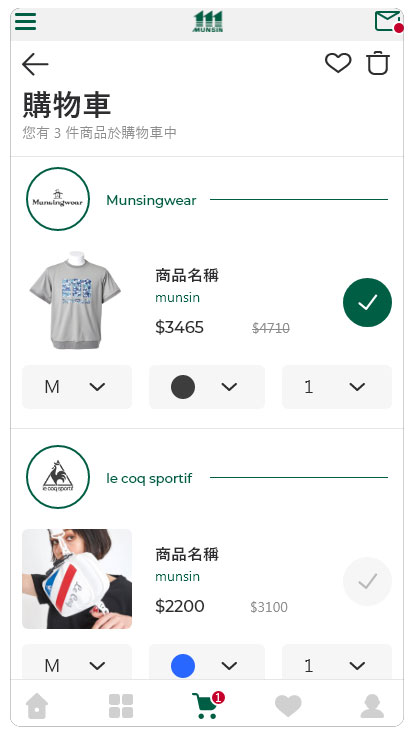 MUNSIN
購物車
您有 3 件商品於購物車中
Munsingwear
Munsingwear
商品名稱
munsin
$3465
$4710
M
1
le coq sportif
le coq sportif
商品名稱
munsin
$2200
$3100
M
1
1